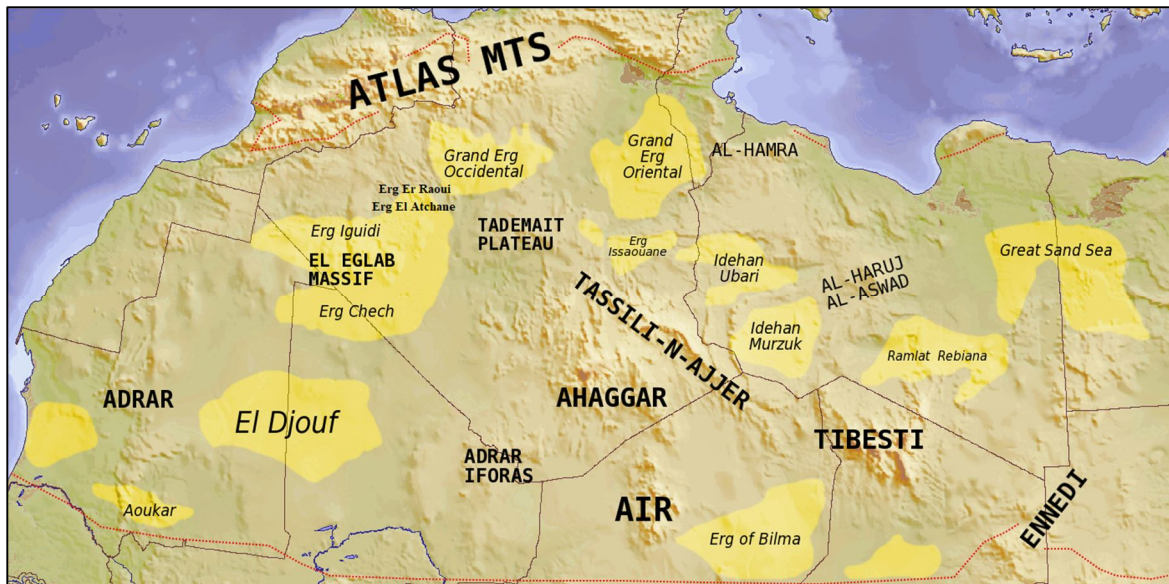 ATLAS MTS
Grand Erg
Occidental
Grand
Erg
Oriental
AL-HAMRA
Erg Er Raoui
Erg El Atchane
TADEMAIT
PLATEAU
Erg Iguidi
EL EGLAB
MASSIF
Erg Chech
Erg
Issaouane
Idehan
Ubari
AL-HARUJ
AL-ASWAD
Great Sand Sea
TASSILI-N-AJJER
Idehan
Murzuk
Ramlat Rebiana
ADRAR
El Djouf
AHAGGAR
TIBESTI
ADRAR
IFORAS
Aoukar
AIR
Erg of Bilma
ENNEDI